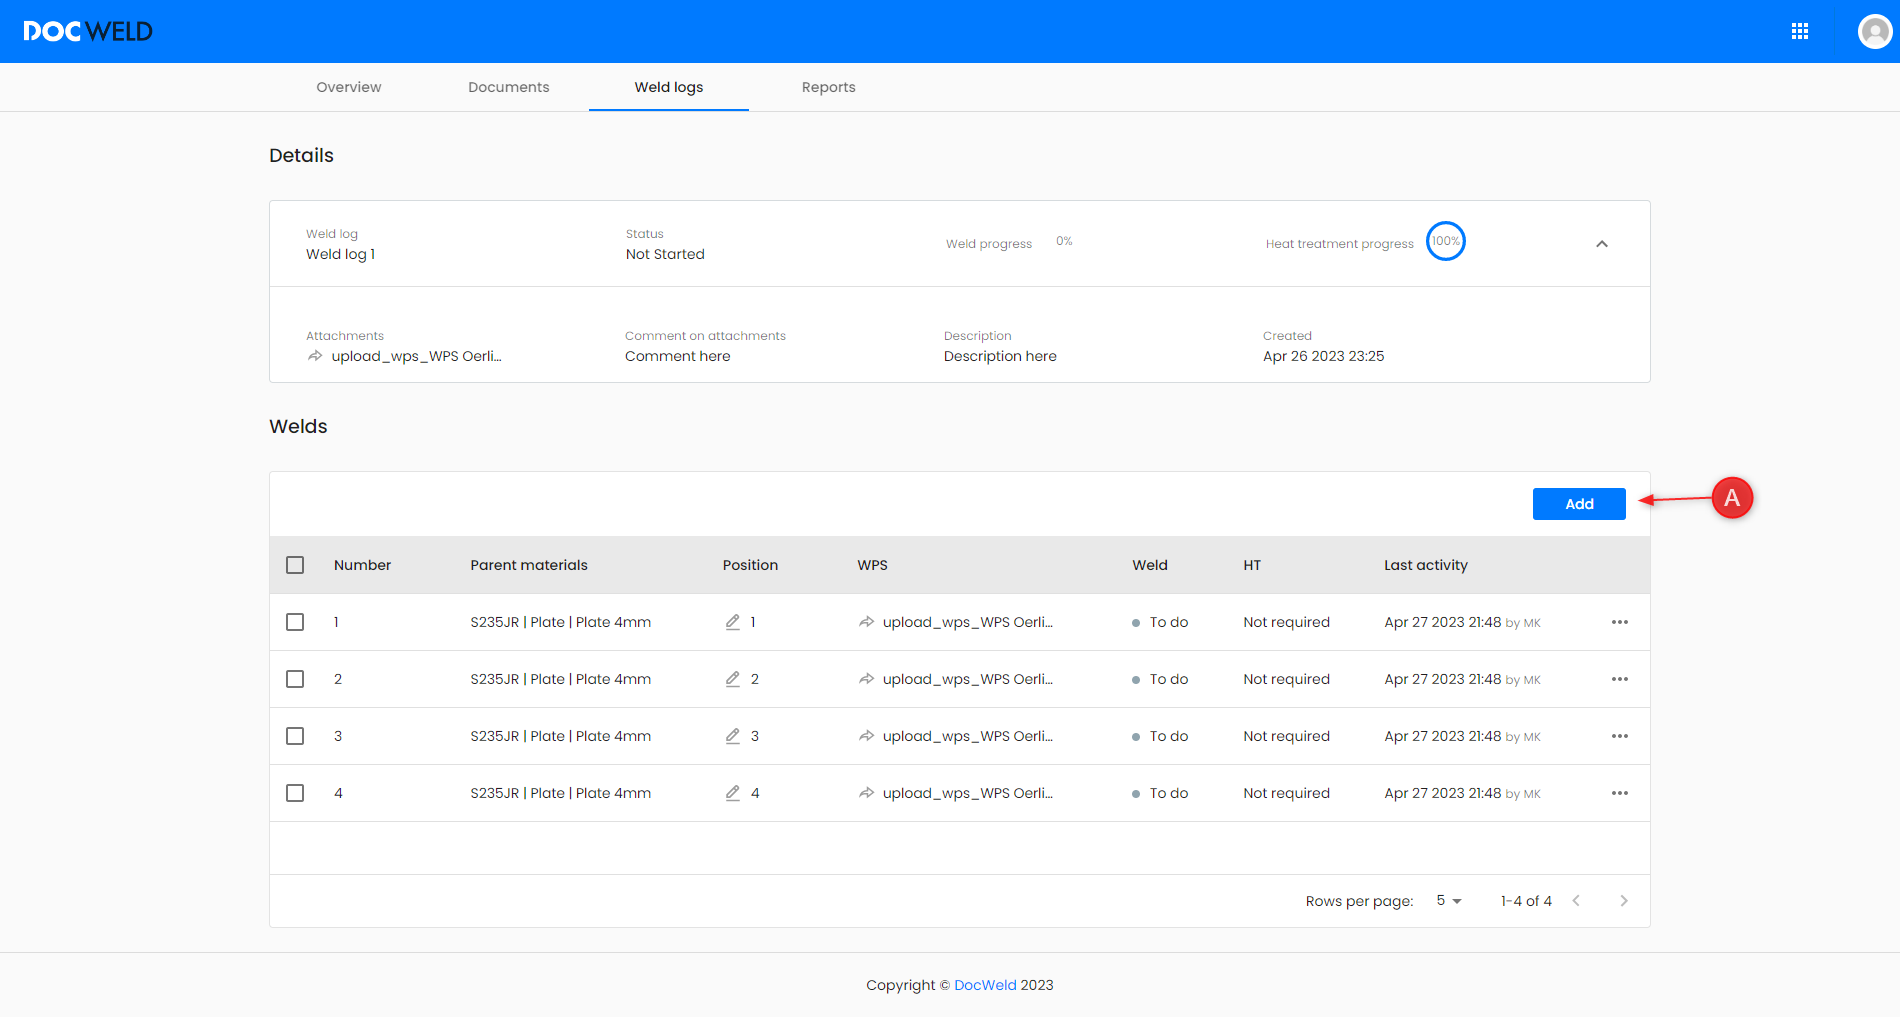 DOCWELD
Overview Documents Weld logs Reports
Details
Weld log Status Weld progress 0% Heat treatment progress 100%
Weld log 1 Not Started
Attachments Comment on attachments Description Created
upload_wps_WPS Oerli... Comment here Description here Apr 26 2023 23:25
Welds
Add A
Number Parent materials Position WPS Weld HT Last activity
1 S235JR | Plate | Plate 4mm 1 upload_wps_WPS Oerli... To do Not required Apr 27 2023 21:48 by MK
2 S235JR | Plate | Plate 4mm 2 upload_wps_WPS Oerli... To do Not required Apr 27 2023 21:48 by MK
3 S235JR | Plate | Plate 4mm 3 upload_wps_WPS Oerli... To do Not required Apr 27 2023 21:48 by MK
4 S235JR | Plate | Plate 4mm 4 upload_wps_WPS Oerli... To do Not required Apr 27 2023 21:48 by MK
Rows per page: 5 1-4 of 4
Copyright © DocWeld 2023